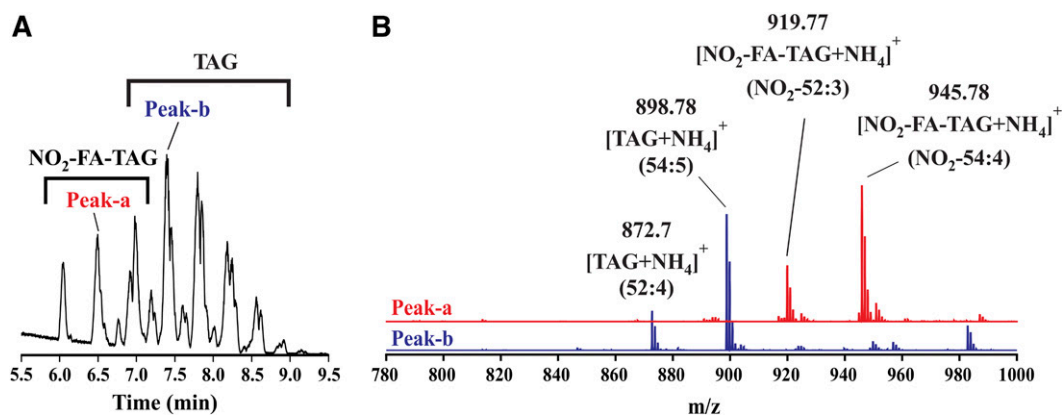 A
TAG
Peak-b
NO₂-FA-TAG
Peak-a
5.5 6.0 6.5 7.0 7.5 8.0 8.5 9.0 9.5
Time (min)
B
919.77
[NO₂-FA-TAG+NH₄]⁺
(NO₂-52:3)
898.78
[TAG+NH₄]⁺
(54:5)
945.78
[NO₂-FA-TAG+NH₄]⁺
(NO₂-54:4)
872.7
[TAG+NH₄]⁺
(52:4)
Peak-a
Peak-b
780 800 820 840 860 880 900 920 940 960 980 1000
m/z